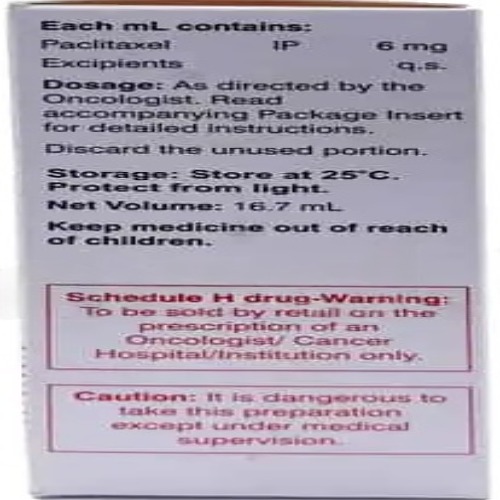 Each mL contains:
Paclitaxel IP 6 mg
Excipients q.s.
Dosage: As directed by the
Oncologist. Read
accompanying Package Insert
for detailed instructions.
Discard the unused portion.
Storage: Store at 25°C.
Protect from light.
Net Volume: 16.7 mL
Keep medicine out of reach
of children.
Schedule H drug-Warning:
To be sold by retail on the
prescription of an
Oncologist/ Cancer
Hospital/Institution only.
Caution: It is dangerous to
take this preparation
except under medical
supervision.